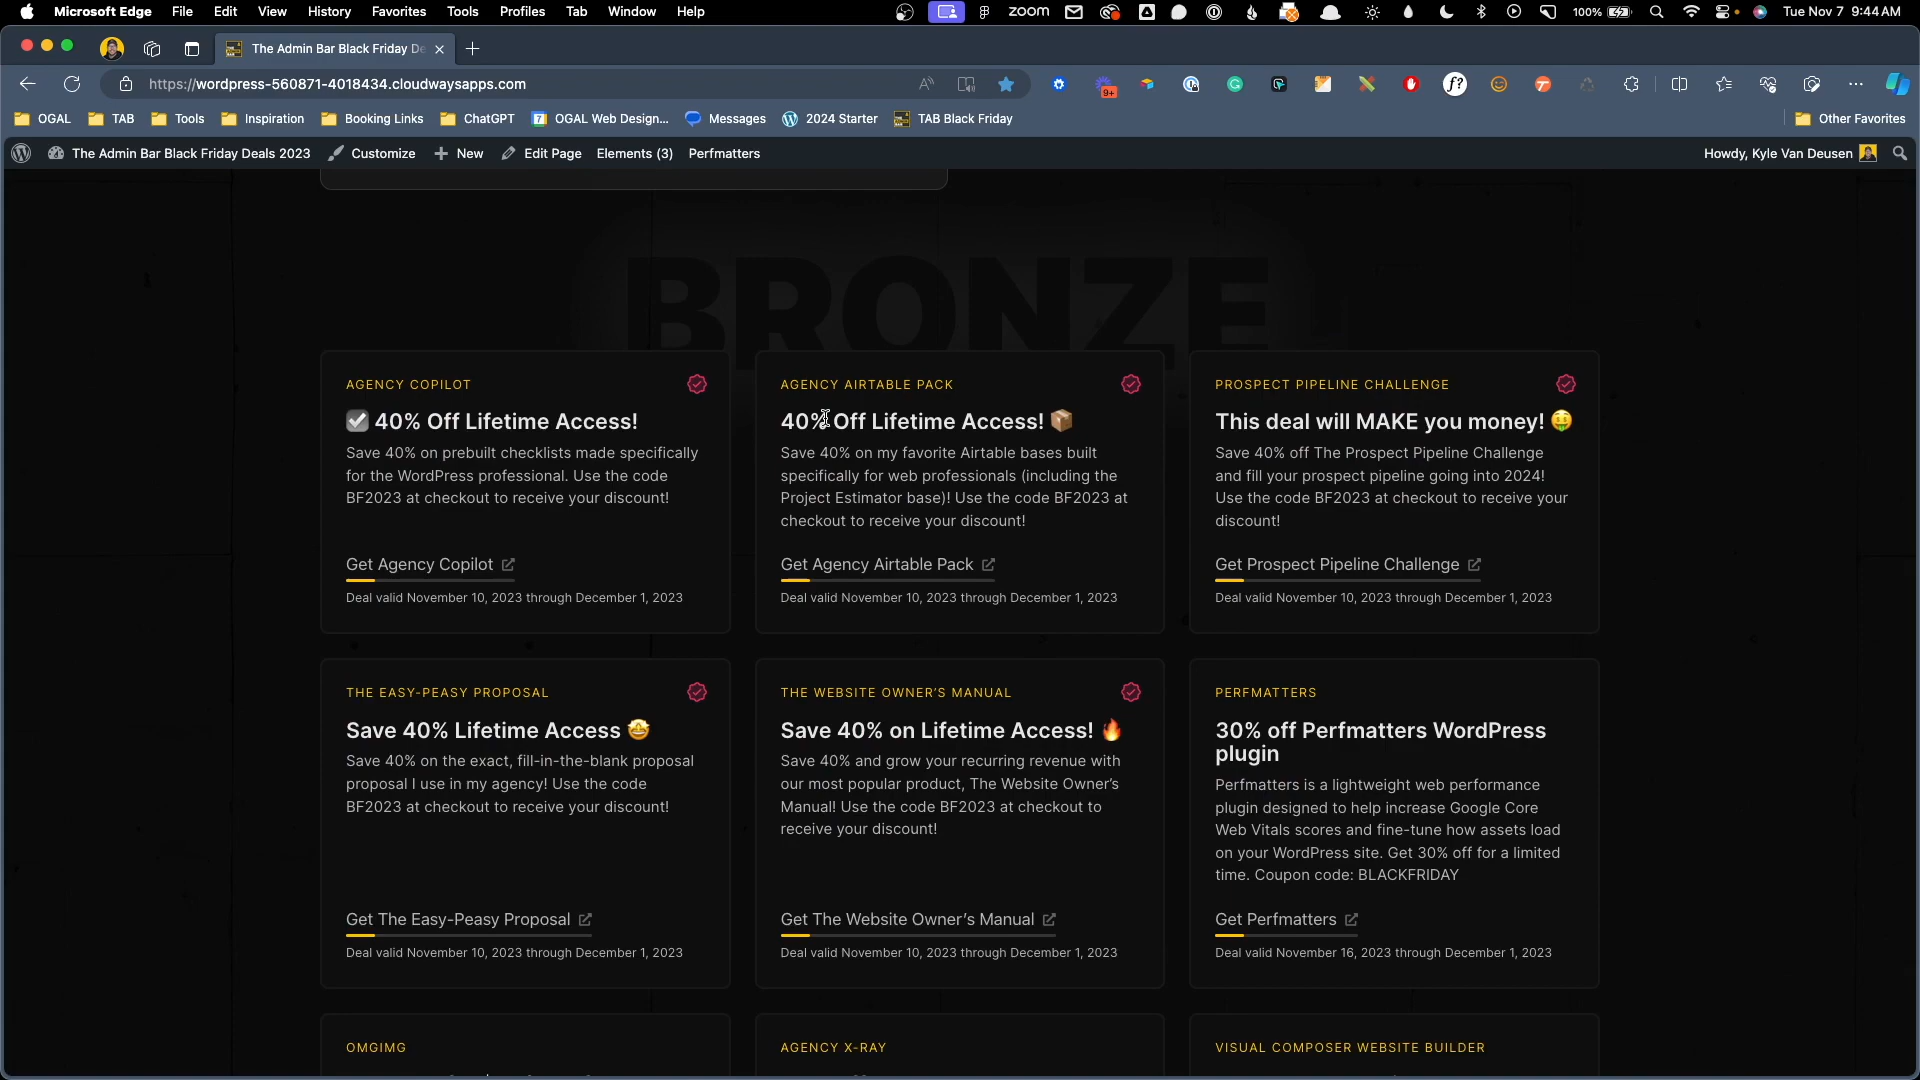 Microsoft Edge File Edit View History Favorites Tools Profiles Tab Window Help zoom 100% Tue Nov 7 9:44 AM
The Admin Bar Black Friday De
https://wordpress-560871-4018434.cloudwaysapps.com 9+ f?
OGAL TAB Tools Inspiration Booking Links ChatGPT 7 OGAL Web Design... Messages 2024 Starter TAB Black Friday Other Favorites
The Admin Bar Black Friday Deals 2023 Customize New Edit Page Elements (3) Perfmatters Howdy, Kyle Van Deusen
BRONZE
AGENCY COPILOT
40% Off Lifetime Access!
Save 40% on prebuilt checklists made specifically
for the WordPress professional. Use the code
BF2023 at checkout to receive your discount!
Get Agency Copilot
Deal valid November 10, 2023 through December 1, 2023
AGENCY AIRTABLE PACK
40% Off Lifetime Access! 📦
Save 40% on my favorite Airtable bases built
specifically for web professionals (including the
Project Estimator base)! Use the code BF2023 at
checkout to receive your discount!
Get Agency Airtable Pack
Deal valid November 10, 2023 through December 1, 2023
PROSPECT PIPELINE CHALLENGE
This deal will MAKE you money! 🤑
Save 40% off The Prospect Pipeline Challenge
and fill your prospect pipeline going into 2024!
Use the code BF2023 at checkout to receive your
discount!
Get Prospect Pipeline Challenge
Deal valid November 10, 2023 through December 1, 2023
THE EASY-PEASY PROPOSAL
Save 40% Lifetime Access 🤩
Save 40% on the exact, fill-in-the-blank proposal
proposal I use in my agency! Use the code
BF2023 at checkout to receive your discount!
Get The Easy-Peasy Proposal
Deal valid November 10, 2023 through December 1, 2023
THE WEBSITE OWNER'S MANUAL
Save 40% on Lifetime Access! 🔥
Save 40% and grow your recurring revenue with
our most popular product, The Website Owner's
Manual! Use the code BF2023 at checkout to
receive your discount!
Get The Website Owner's Manual
Deal valid November 10, 2023 through December 1, 2023
PERFMATTERS
30% off Perfmatters WordPress
plugin
Perfmatters is a lightweight web performance
plugin designed to help increase Google Core
Web Vitals scores and fine-tune how assets load
on your WordPress site. Get 30% off for a limited
time. Coupon code: BLACKFRIDAY
Get Perfmatters
Deal valid November 16, 2023 through December 1, 2023
OMGIMG
AGENCY X-RAY
VISUAL COMPOSER WEBSITE BUILDER